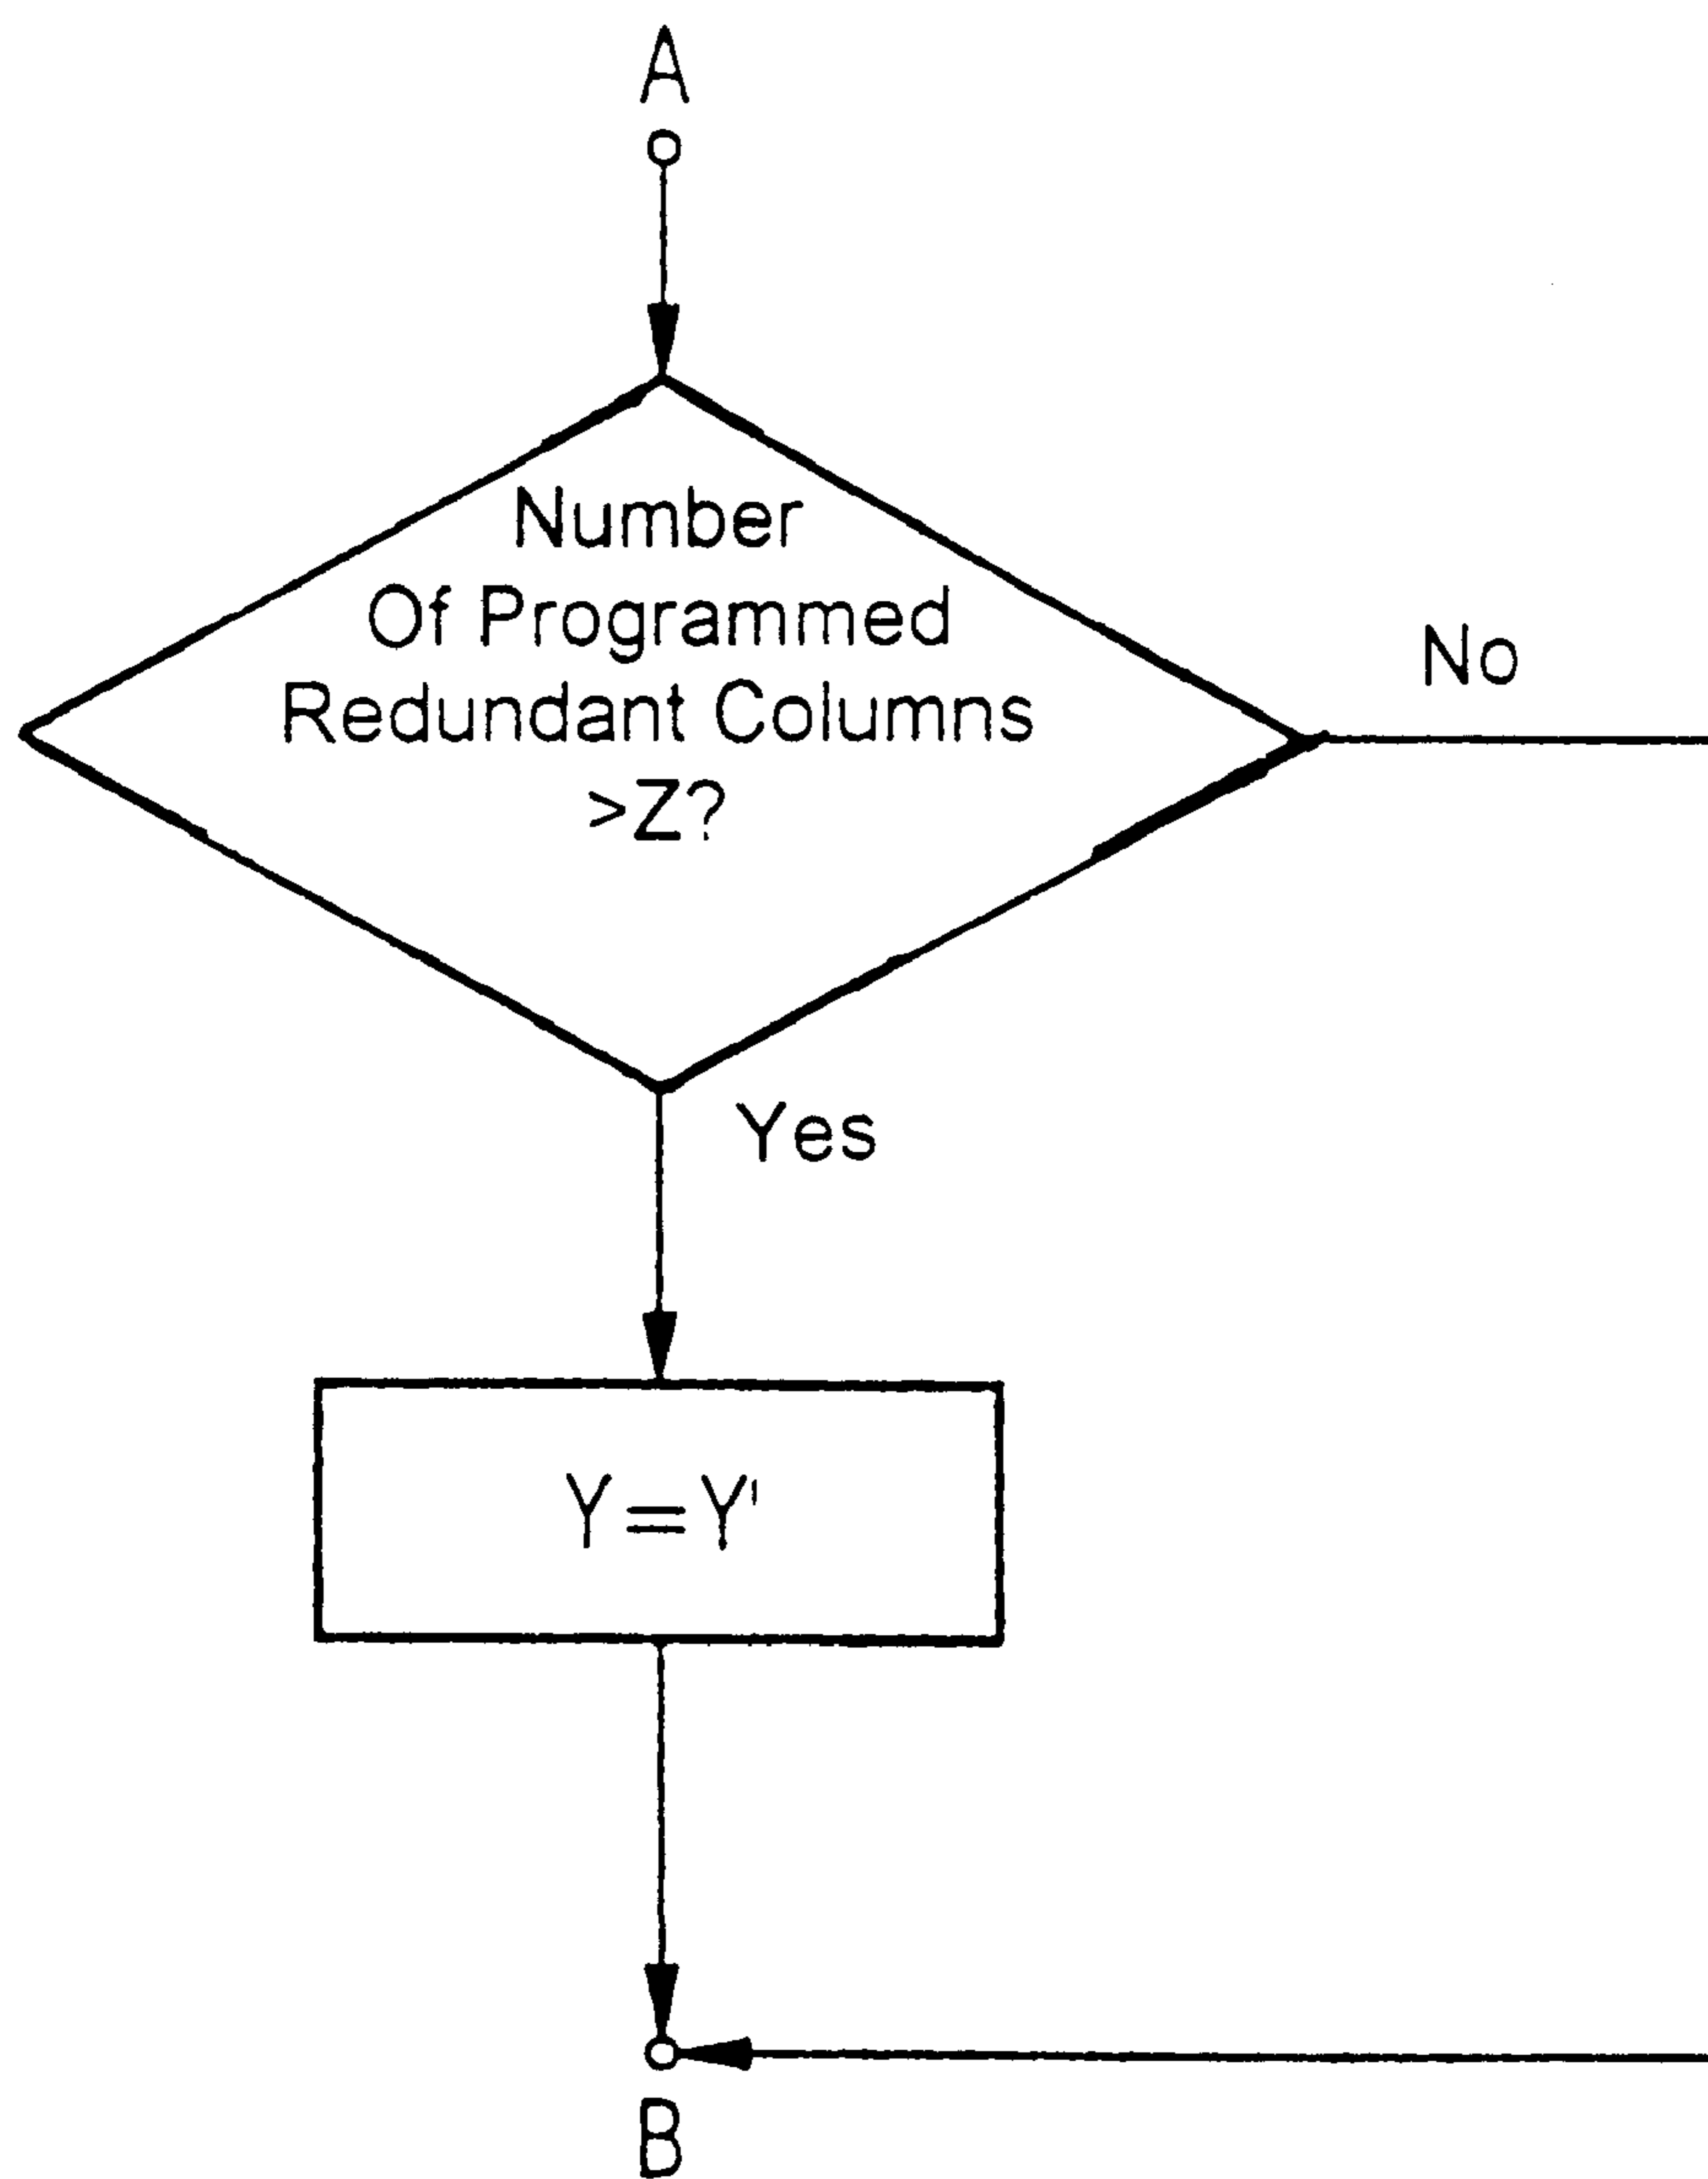 A
Number
Of Programmed
Redundant Columns
>Z?
No
Yes
Y=Y'
B